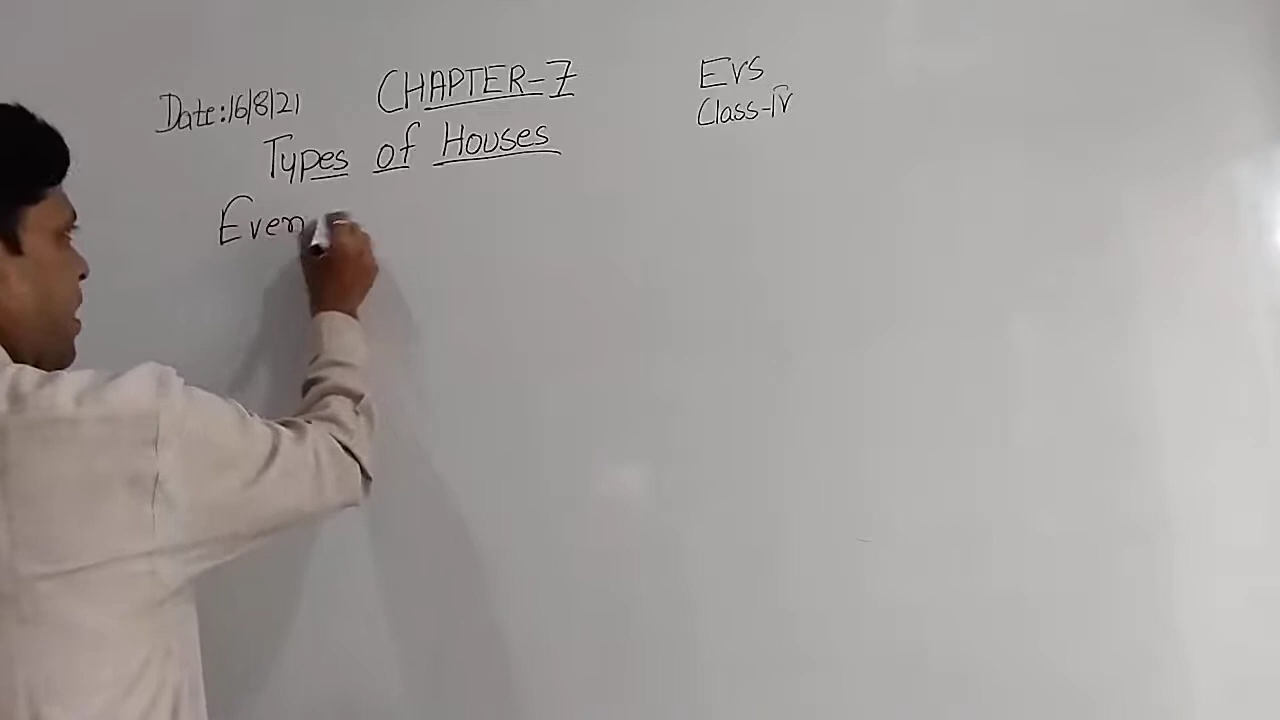 CHAPTER-7
Evs
Date:16/8/21
Class-IV
Types of Houses
Even